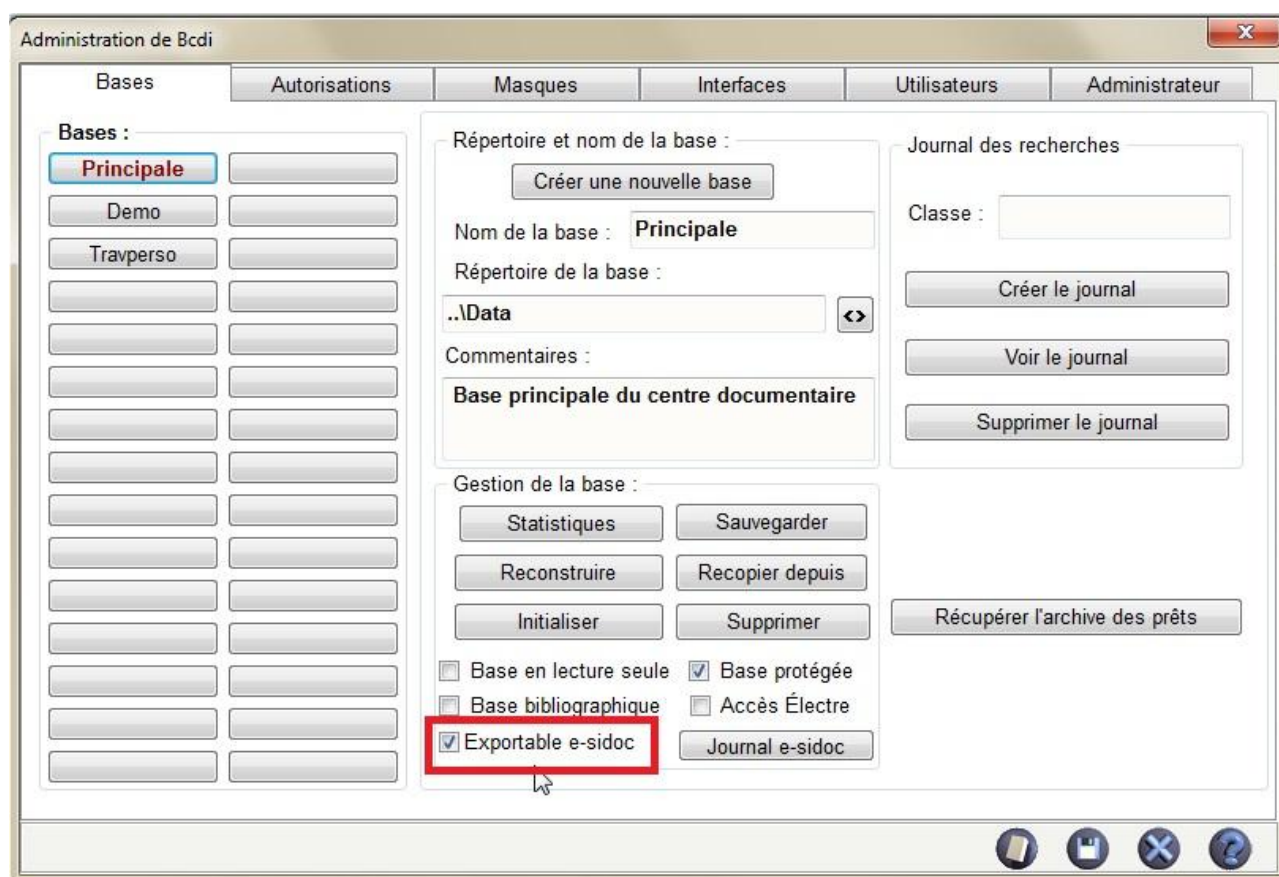 Administration de Bcdi
Bases Autorisations Masques Interfaces Utilisateurs Administrateur
Bases :
Principale
Demo
Travperso
Répertoire et nom de la base :
Créer une nouvelle base
Nom de la base : Principale
Répertoire de la base :
..\Data <>
Commentaires :
Base principale du centre documentaire
Gestion de la base :
Statistiques Sauvegarder
Reconstruire Recopier depuis
Initialiser Supprimer
Base en lecture seule Base protégée
Base bibliographique Accès Électre
Exportable e-sidoc Journal e-sidoc
Journal des recherches
Classe :
Créer le journal
Voir le journal
Supprimer le journal
Récupérer l'archive des prêts
?